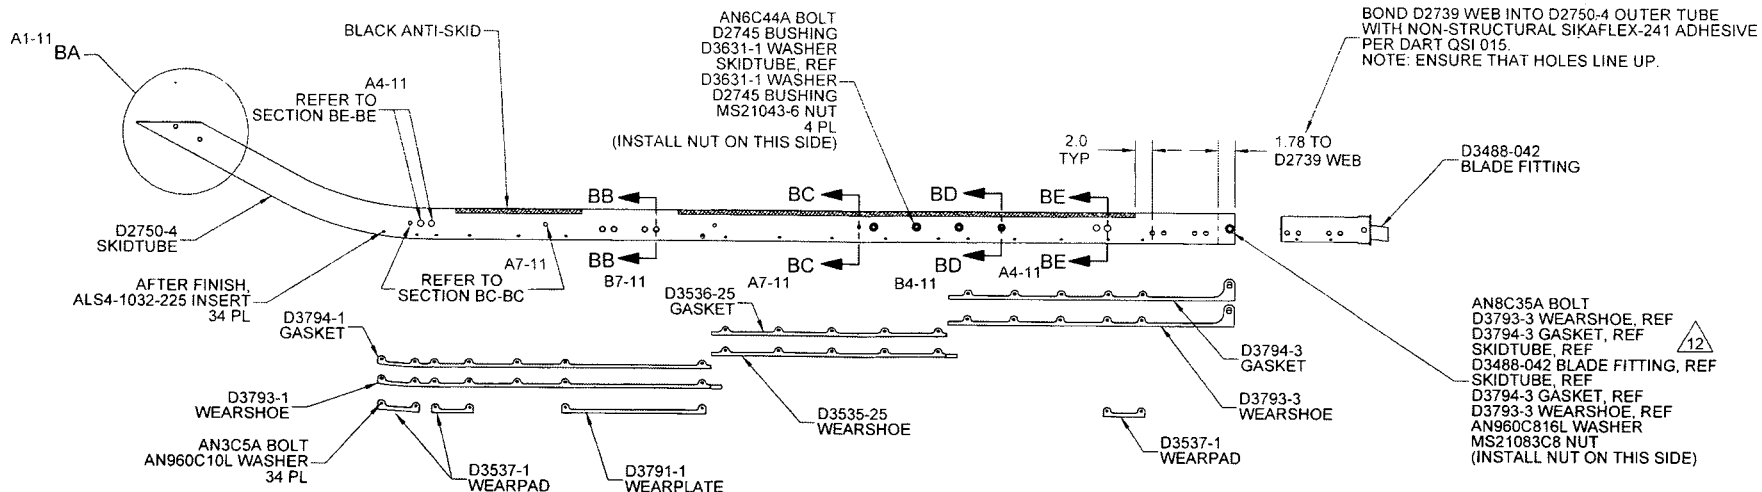 A1-11
BA
BLACK ANTI-SKID
A4-11
REFER TO
SECTION BE-BE
AN6C44A BOLT
D2745 BUSHING
D3631-1 WASHER
SKIDTUBE, REF
D3631-1 WASHER
D2745 BUSHING
MS21043-6 NUT
4 PL
(INSTALL NUT ON THIS SIDE)
BOND D2739 WEB INTO D2750-4 OUTER TUBE
WITH NON-STRUCTURAL SIKAFLEX-241 ADHESIVE
PER DART QSI 015.
NOTE: ENSURE THAT HOLES LINE UP.
2.0
TYP
1.78 TO
D2739 WEB
D3488-042
BLADE FITTING
BB
BC
BD
BE
D2750-4
SKIDTUBE
AFTER FINISH,
ALS4-1032-225 INSERT
34 PL
REFER TO
SECTION BC-BC
A7-11
BB
B7-11
BC
A7-11
BD
B4-11
BE
A4-11
D3794-1
GASKET
D3793-1
WEARSHOE
AN3C5A BOLT
AN960C10L WASHER
34 PL
D3537-1
WEARPAD
D3791-1
WEARPLATE
D3536-25
GASKET
D3535-25
WEARSHOE
D3794-3
GASKET
D3793-3
WEARSHOE
D3537-1
WEARPAD
AN8C35A BOLT
D3793-3 WEARSHOE, REF
D3794-3 GASKET, REF
SKIDTUBE, REF
D3488-042 BLADE FITTING, REF
SKIDTUBE, REF
D3794-3 GASKET, REF
D3793-3 WEARSHOE, REF
AN960C816L WASHER
MS21083C8 NUT
(INSTALL NUT ON THIS SIDE)
12